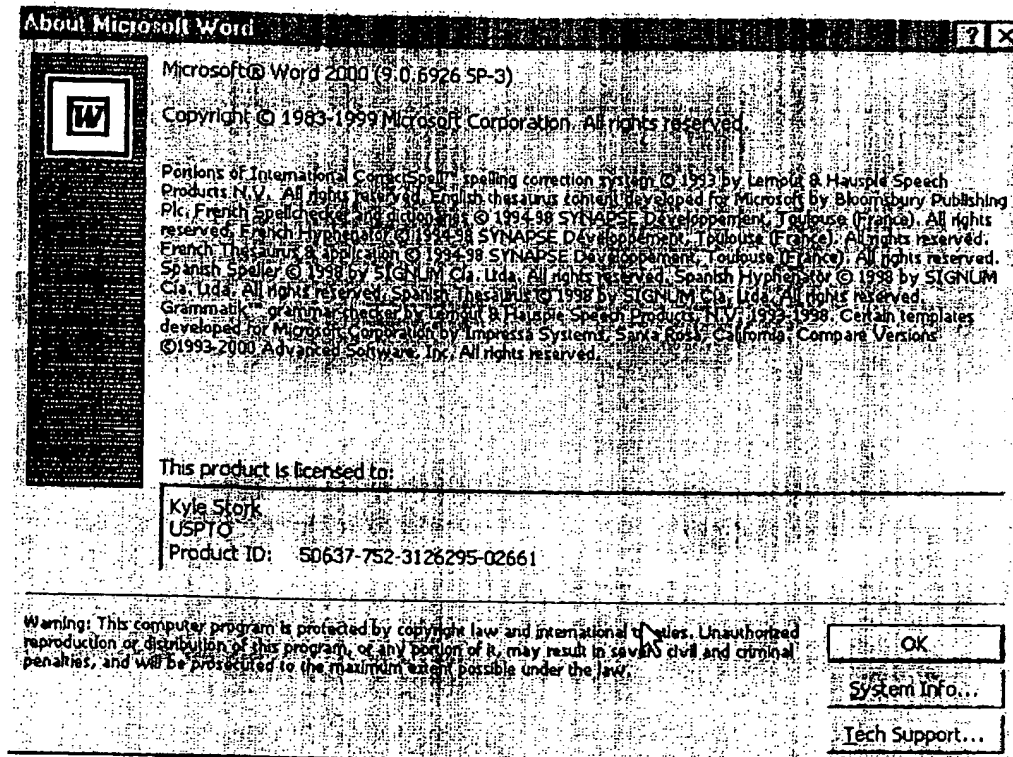 About Microsoft Word
? X
W
Microsoft® Word 2000 (9.0.6926 SP-3)
Copyright © 1983-1999 Microsoft Corporation. All rights reserved.
Portions of International CorrectSpell™ spelling correction system © 1993 by Lernout & Hauspie Speech
Products N.V. All rights reserved. English thesaurus content developed for Microsoft by Bloomsbury Publishing
Plc. French Spellchecker and dictionaries © 1994-98 SYNAPSE Développement, Toulouse (France). All rights
reserved. French Hyphenator © 1994-98 SYNAPSE Développement, Toulouse (France). All rights reserved.
French Thesaurus & application © 1994-98 SYNAPSE Développement, Toulouse (France). All rights reserved.
Spanish Speller © 1998 by SIGNUM Cía. Ltda. All rights reserved. Spanish Hyphenator © 1998 by SIGNUM
Cía. Ltda. All rights reserved. Spanish Thesaurus © 1998 by SIGNUM Cía. Ltda. All rights reserved.
Grammatik™ grammar checker by Lernout & Hauspie Speech Products, N.V. 1993-1998. Certain templates
developed for Microsoft Corporation by Impressa Systems, Santa Rosa, California. Compare Versions
©1993-2000 Advanced Software, Inc. All rights reserved.
This product is licensed to:
Kyle Stork
USPTO
Product ID: 50637-752-3126295-02661
Warning: This computer program is protected by copyright law and international treaties. Unauthorized
reproduction or distribution of this program, or any portion of it, may result in severe civil and criminal
penalties, and will be prosecuted to the maximum extent possible under the law.
OK
System Info...
Tech Support...